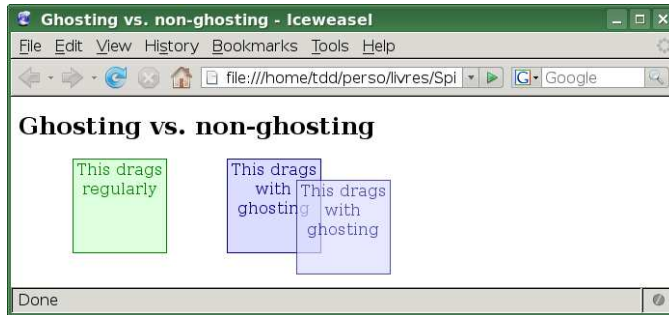 Ghosting vs. non-ghosting - Iceweasel
File Edit View History Bookmarks Tools Help
file:///home/tdd/perso/livres/Spi G Google
Ghosting vs. non-ghosting
This drags
regularly
This drags
with
ghosting
This drags
with
ghosting
Done